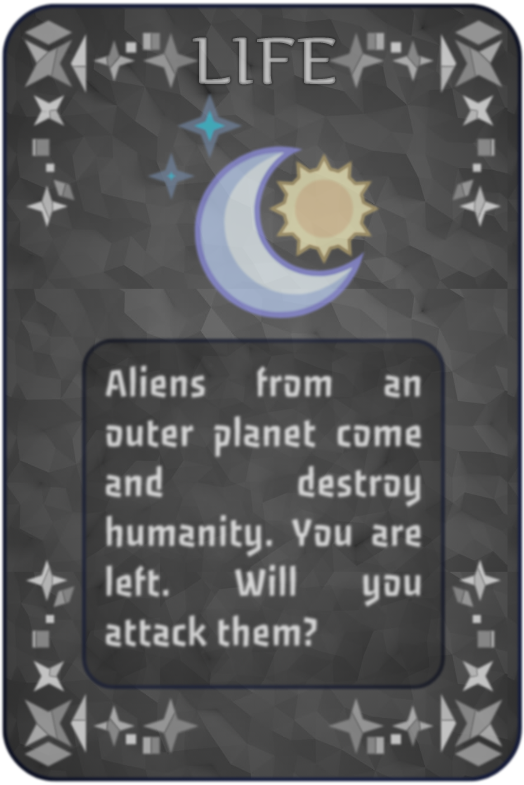 LIFE
Aliens from an
outer planet come
and destroy
humanity. You are
left. Will you
attack them?